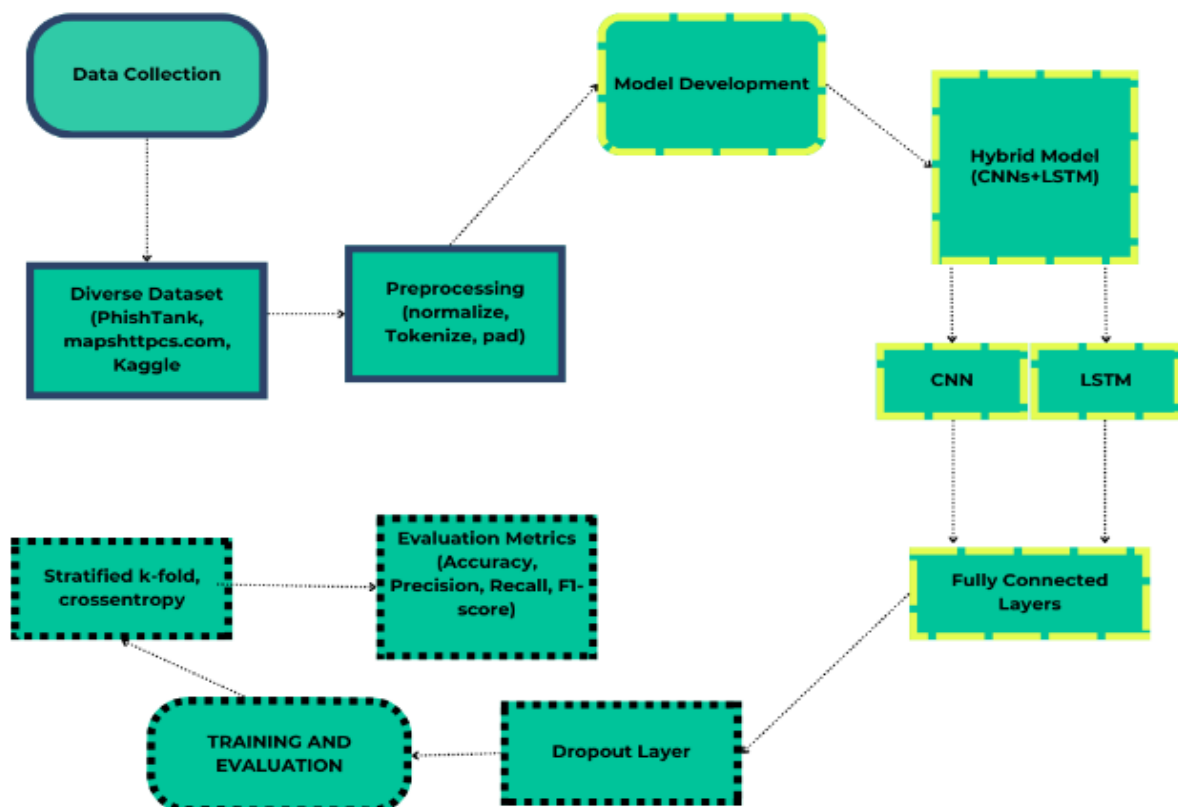 Data Collection
Diverse Dataset
(PhishTank,
mapshttpcs.com,
Kaggle
Preprocessing
(normalize,
Tokenize, pad)
Model Development
Hybrid Model
(CNNs+LSTM)
CNN
LSTM
Fully Connected
Layers
Dropout Layer
TRAINING AND
EVALUATION
Stratified k-fold,
crossentropy
Evaluation Metrics
(Accuracy,
Precision, Recall, F1-
score)